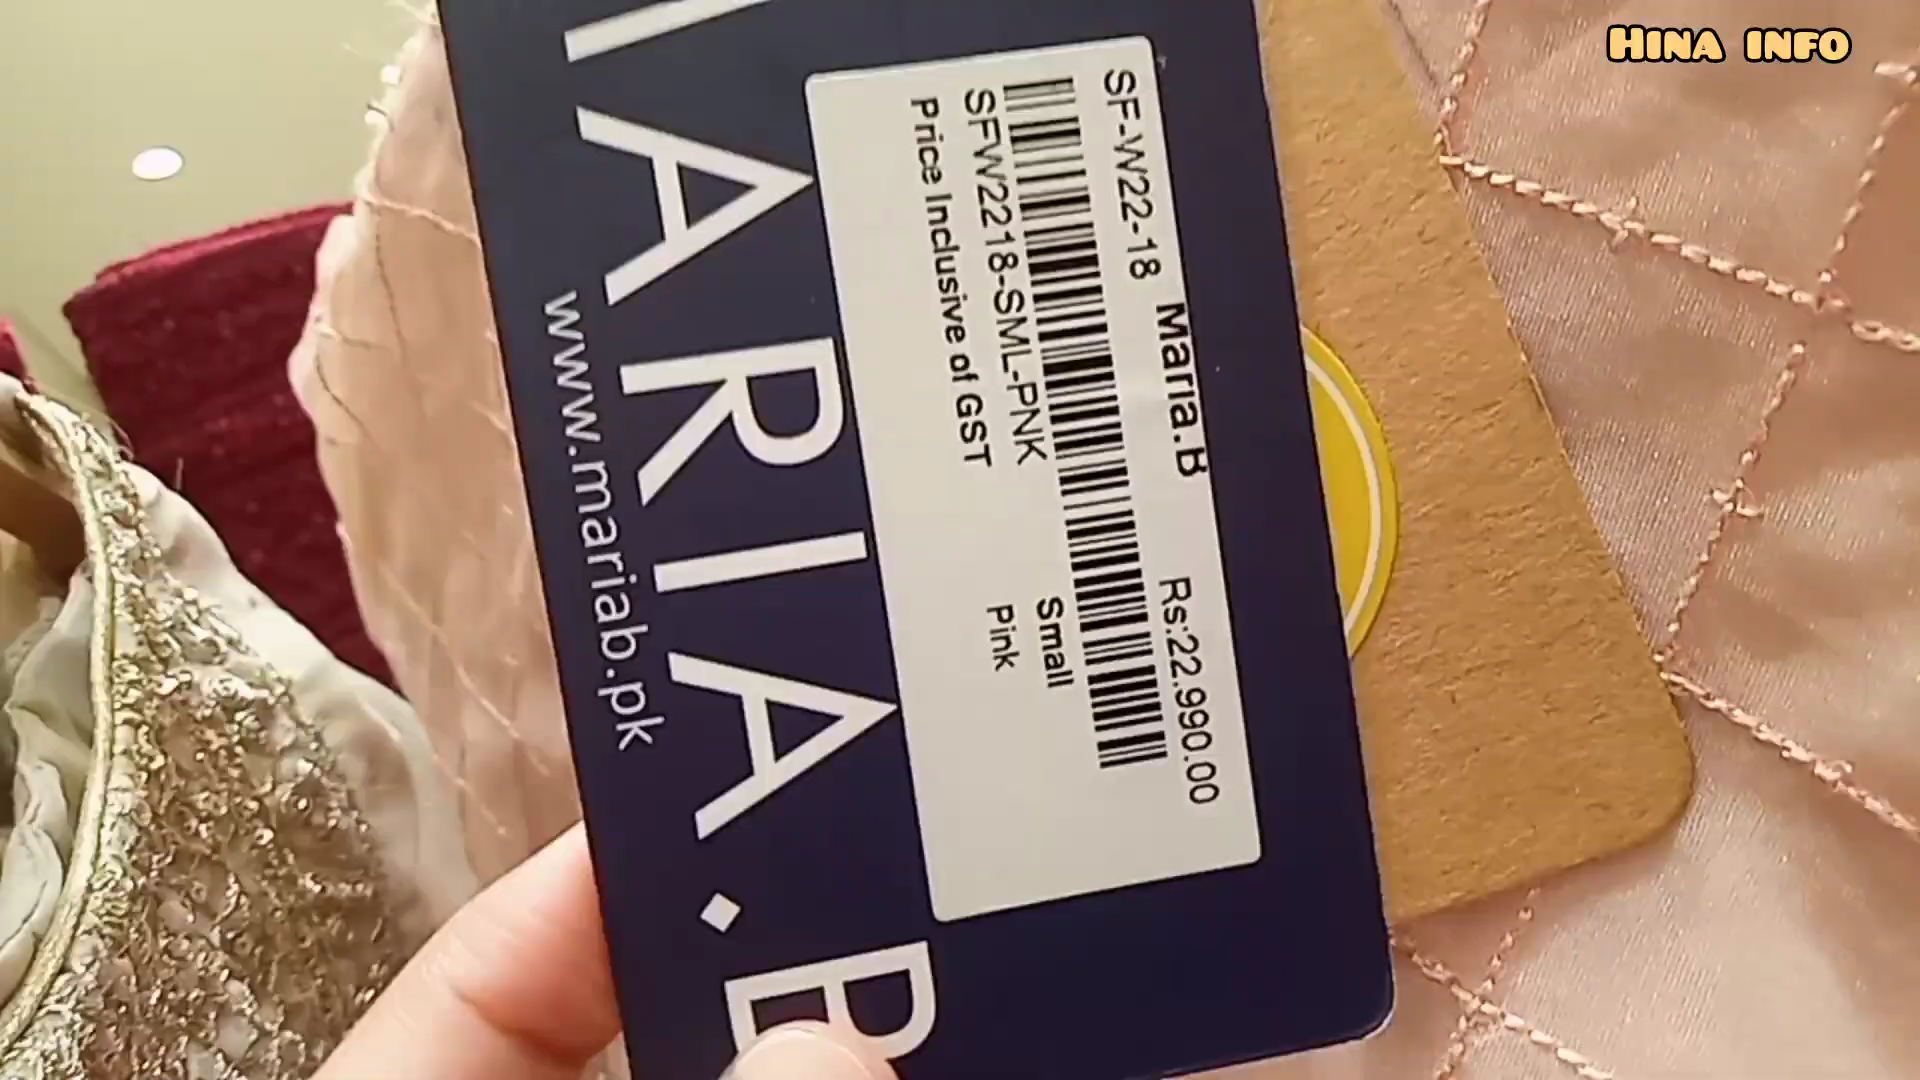 HINA INFO
Maria.B
SF-W22-18 Rs:22,990.00
SFW2218-SML-PNK Small
Price Inclusive of GST Pink
MARIA.B
www.mariab.pk